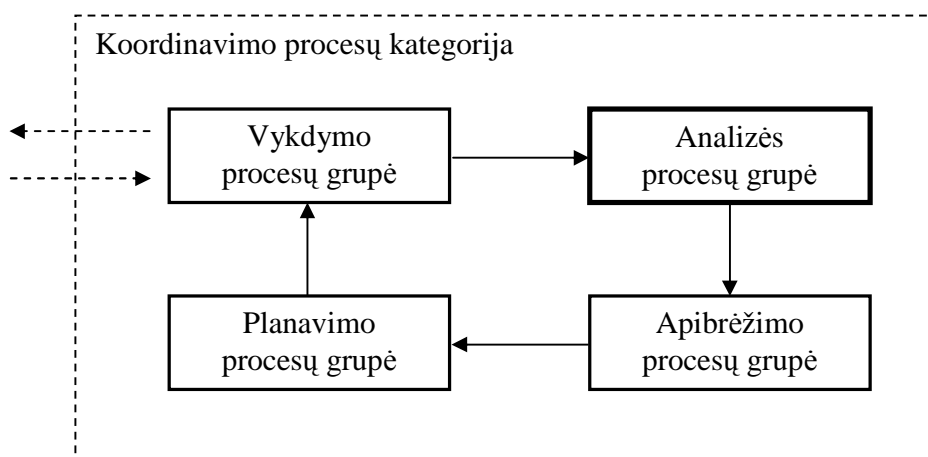 Koordinavimo procesų kategorija
Vykdymo
procesų grupė
Analizės
procesų grupė
Planavimo
procesų grupė
Apibrėžimo
procesų grupė